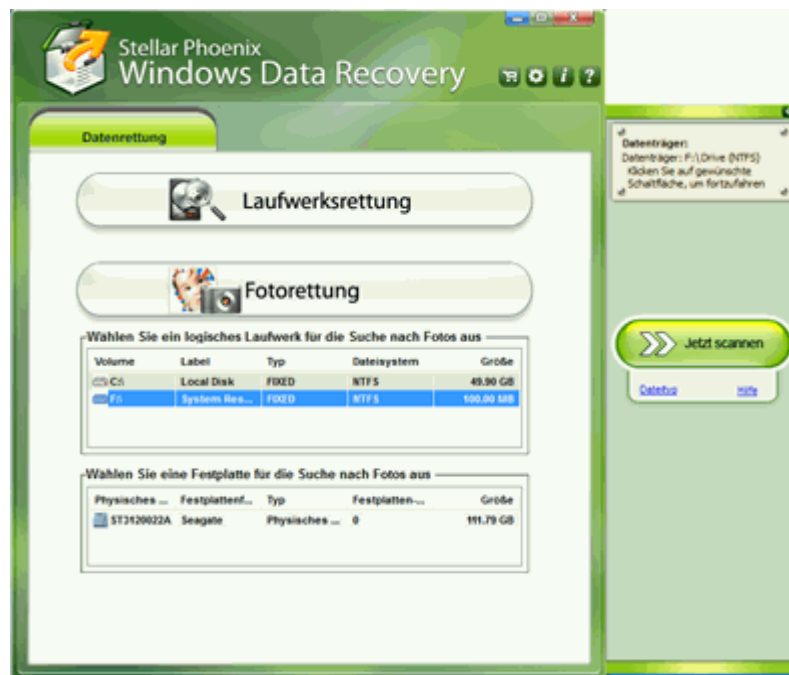 Stellar Phoenix
Windows Data Recovery
Datenrettung
Laufwerksrettung
Fotorettung
Wählen Sie ein logisches Laufwerk für die Suche nach Fotos aus
Volume Label Typ Dateisystem Größe
C:\ Local Disk FIXED NTFS 49.90 GB
F:\ System Res... FIXED NTFS 100.00 MB
Wahlen Sie eine Festplatte für die Suche nach Fotos aus
Physisches ... Festplattenf... Typ Festplatten-... Größe
ST3120022A Seagate Physisches ... 0 111.79 GB
Datenträger:
Datenträger: F:\,Drive (NTFS)
Klicken Sie auf gewünschte
Schaltfläche, um fortzufahren
Jetzt scannen
Dateityp Hilfe